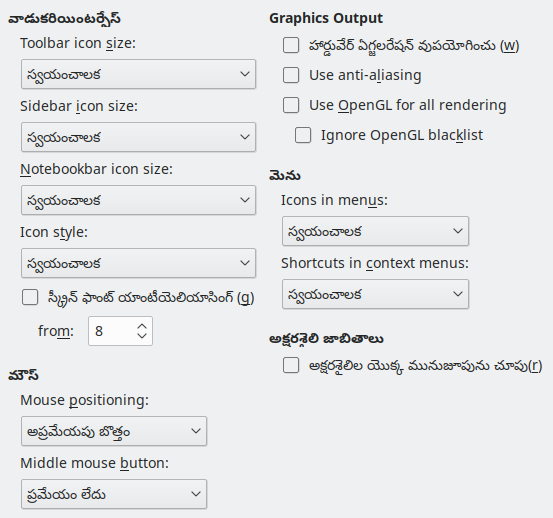 వాడుకరియింటర్ఫేస్
Toolbar icon size:
స్వయంచాలక
Sidebar icon size:
స్వయంచాలక
Notebookbar icon size:
స్వయంచాలక
Icon style:
స్వయంచాలక
స్క్రీన్ ఫాంట్ యాంటీయెలియాసింగ్ (g)
from: 8
మౌస్
Mouse positioning:
అప్రమేయపు బొత్తం
Middle mouse button:
ప్రమేయం లేదు
Graphics Output
హార్డువేర్ ఏగ్జలరేషన్ వుపయోగించు (w)
Use anti-aliasing
Use OpenGL for all rendering
Ignore OpenGL blacklist
మెను
Icons in menus:
స్వయంచాలక
Shortcuts in context menus:
స్వయంచాలక
అక్షరశైలి జాబితాలు
అక్షరశైలిల యొక్క మునుజూపును చూపు(r)